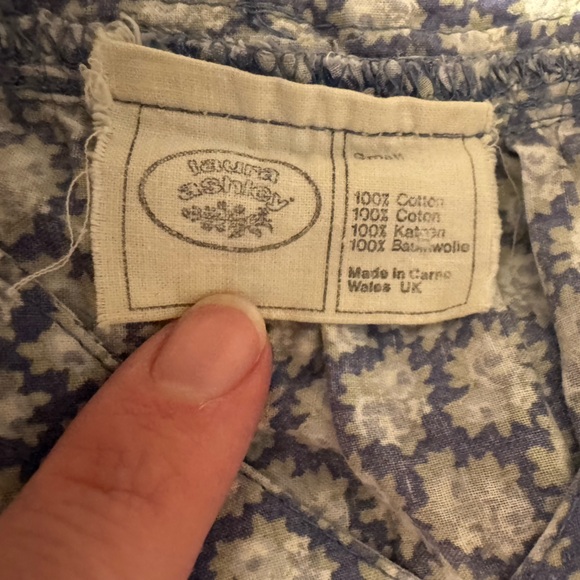 laura
ashley
Small
100% Cotton
100% Coton
100% Katoen
100% Baumwolle
Made in Carno
Wales UK